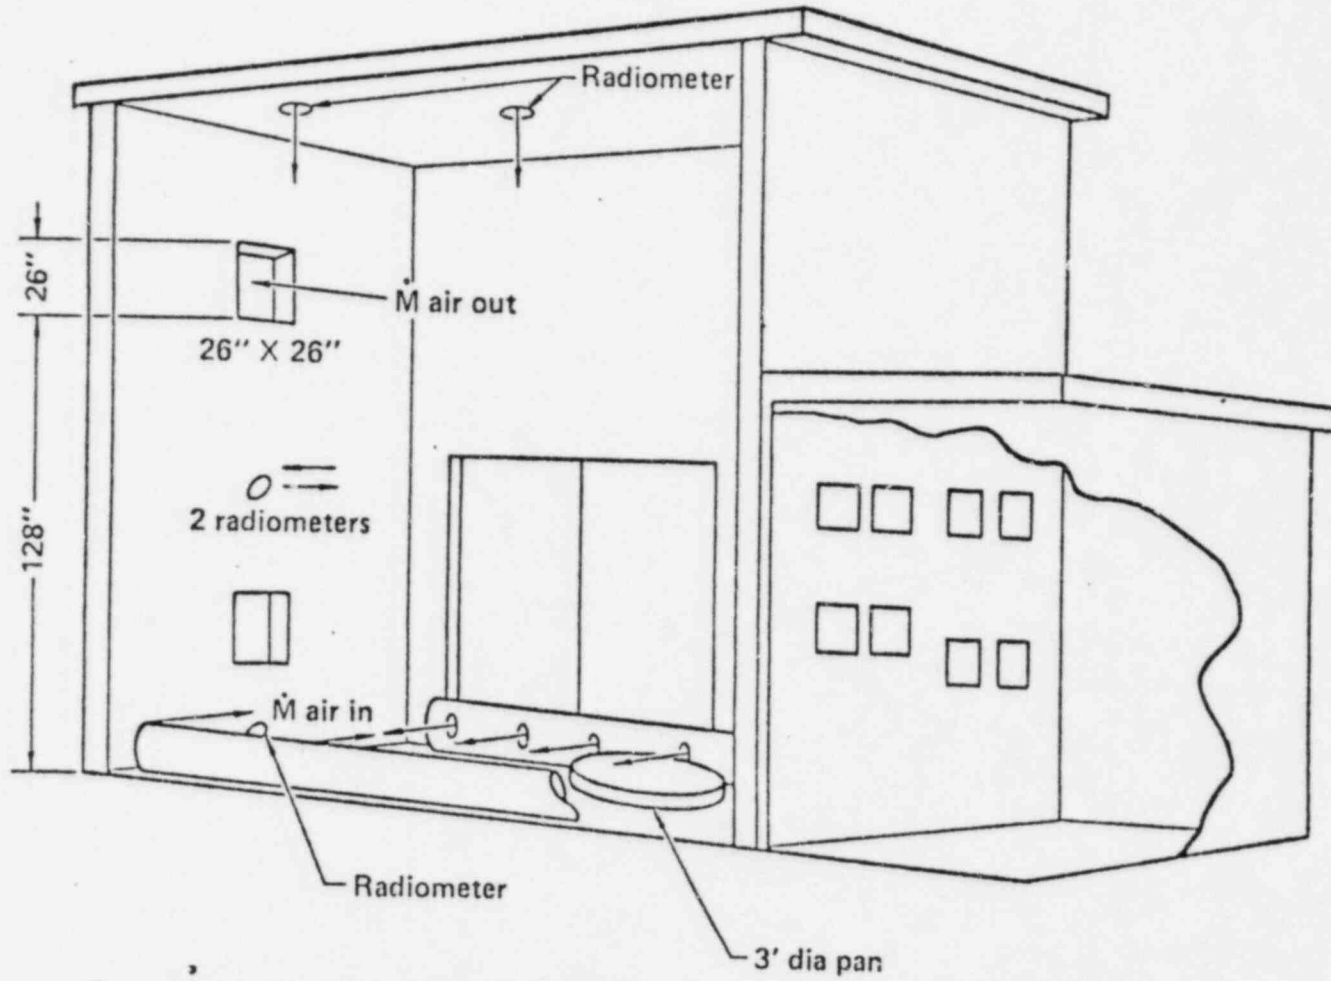 Radiometer
26"
Ṁ air out
26" X 26"
128"
2 radiometers
Ṁ air in
Radiometer
3' dia pan